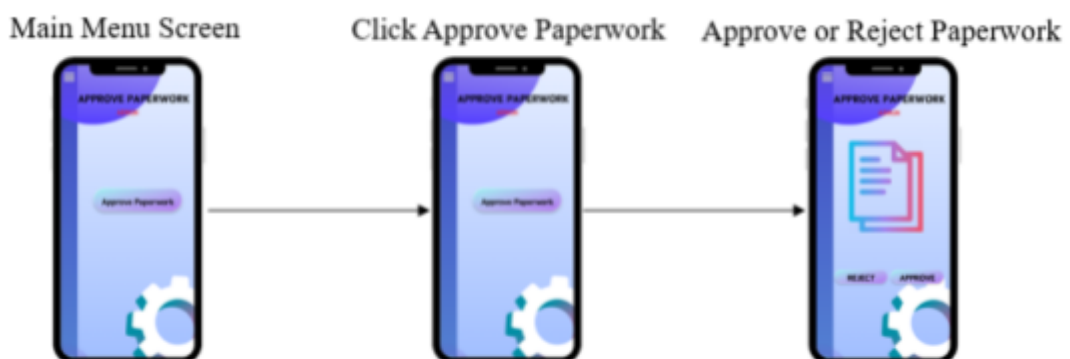 Main Menu Screen
Click Approve Paperwork
Approve or Reject Paperwork
APPROVE PAPERWORK
Approve Paperwork
APPROVE PAPERWORK
Approve Paperwork
APPROVE PAPERWORK
REJECT
APPROVE